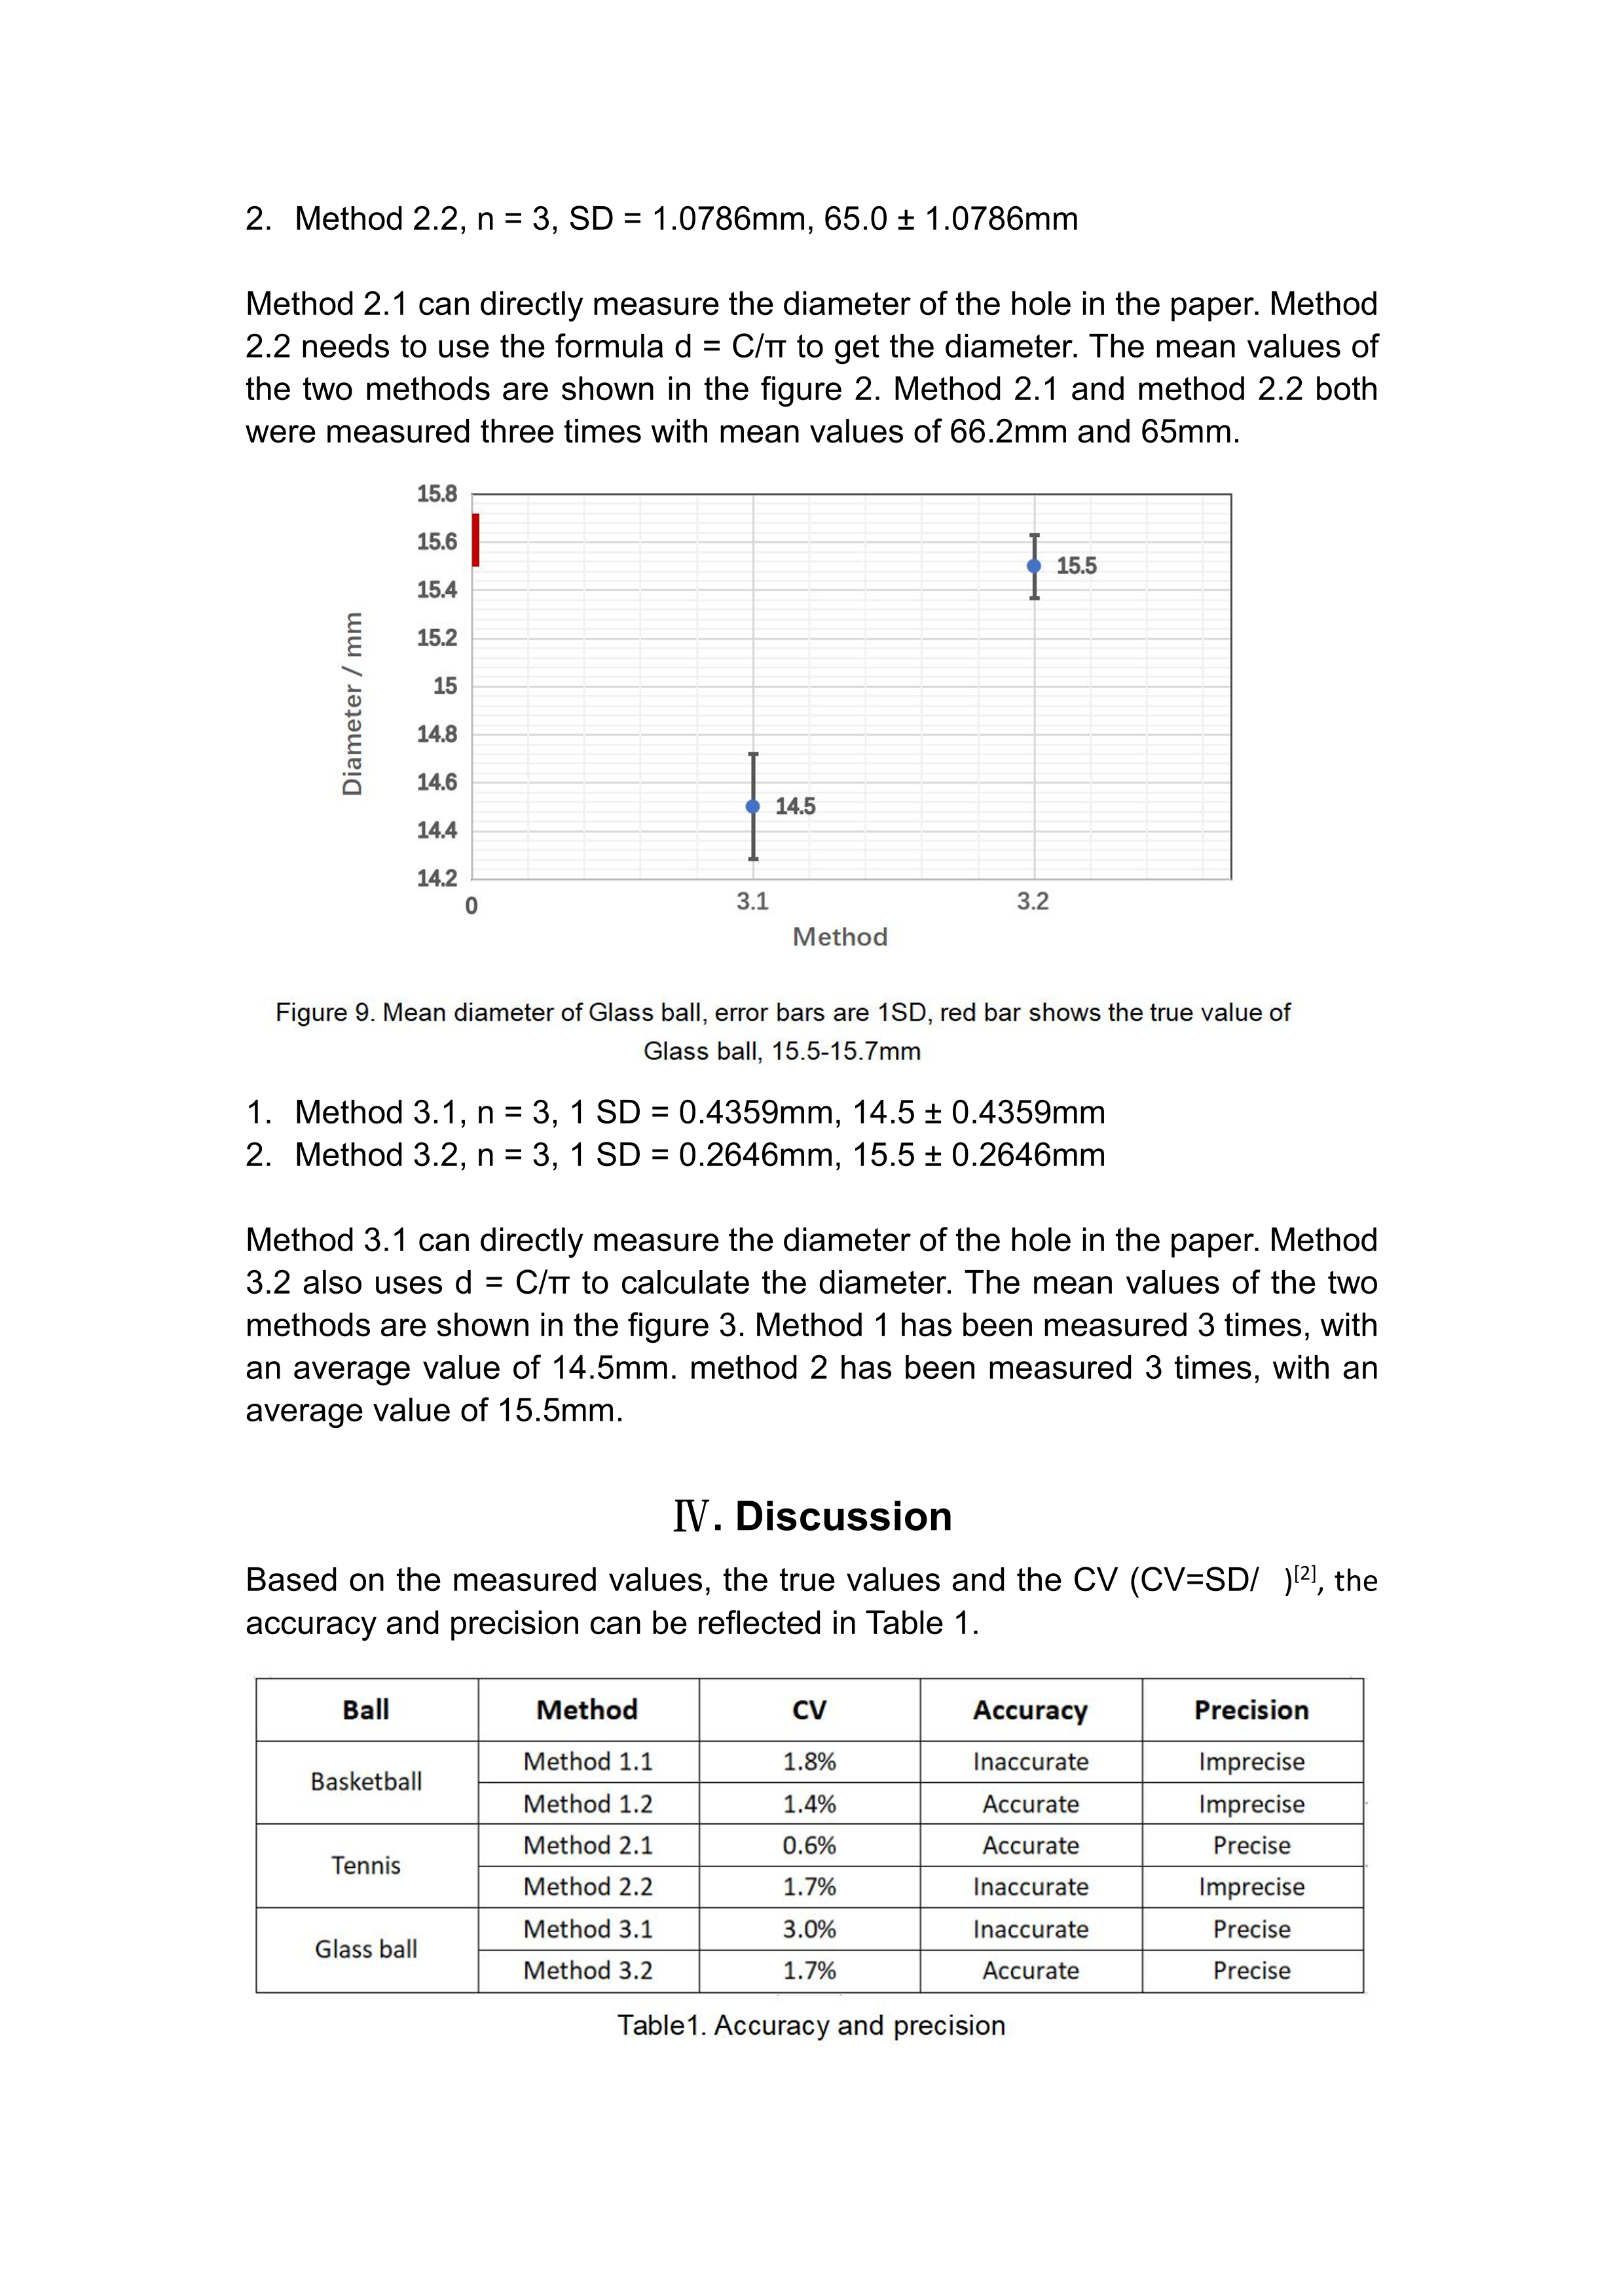 2. Method 2.2, n = 3, SD = 1.0786mm, 65.0 ± 1.0786mm
Method 2.1 can directly measure the diameter of the hole in the paper. Method
2.2 needs to use the formula d = C/π to get the diameter. The mean values of
the two methods are shown in the figure 2. Method 2.1 and method 2.2 both
were measured three times with mean values of 66.2mm and 65mm.
15.8
15.6
15.4
15.2
15
14.8
14.6
14.4
14.2
Diameter / mm
15.5
14.5
0
3.1
3.2
Method
Figure 9. Mean diameter of Glass ball, error bars are 1SD, red bar shows the true value of
Glass ball, 15.5-15.7mm
1. Method 3.1, n = 3, 1 SD = 0.4359mm, 14.5 ± 0.4359mm
2. Method 3.2, n = 3, 1 SD = 0.2646mm, 15.5 ± 0.2646mm
Method 3.1 can directly measure the diameter of the hole in the paper. Method
3.2 also uses d = C/π to calculate the diameter. The mean values of the two
methods are shown in the figure 3. Method 1 has been measured 3 times, with
an average value of 14.5mm. method 2 has been measured 3 times, with an
average value of 15.5mm.
Ⅳ. Discussion
Based on the measured values, the true values and the CV (CV=SD/ )[2], the
accuracy and precision can be reflected in Table 1.
Ball Method CV Accuracy Precision
Basketball Method 1.1 1.8% Inaccurate Imprecise
Method 1.2 1.4% Accurate Imprecise
Tennis Method 2.1 0.6% Accurate Precise
Method 2.2 1.7% Inaccurate Imprecise
Glass ball Method 3.1 3.0% Inaccurate Precise
Method 3.2 1.7% Accurate Precise
Table1. Accuracy and precision